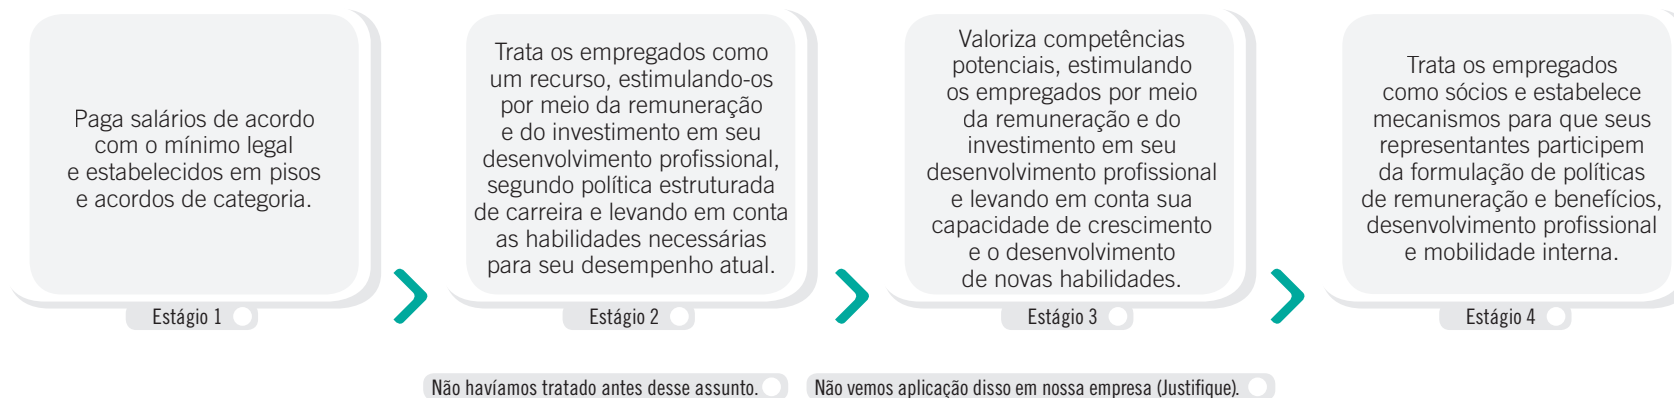 Paga salários de acordo
com o mínimo legal
e estabelecidos em pisos
e acordos de categoria.
Estágio 1
Trata os empregados como
um recurso, estimulando-os
por meio da remuneração
e do investimento em seu
desenvolvimento profissional,
segundo política estruturada
de carreira e levando em conta
as habilidades necessárias
para seu desempenho atual.
Estágio 2
Valoriza competências
potenciais, estimulando
os empregados por meio
da remuneração e do
investimento em seu
desenvolvimento profissional
e levando em conta sua
capacidade de crescimento
e o desenvolvimento
de novas habilidades.
Estágio 3
Trata os empregados
como sócios e estabelece
mecanismos para que seus
representantes participem
da formulação de políticas
de remuneração e benefícios,
desenvolvimento profissional
e mobilidade interna.
Estágio 4
Não havíamos tratado antes desse assunto.
Não vemos aplicação disso em nossa empresa (Justifique).